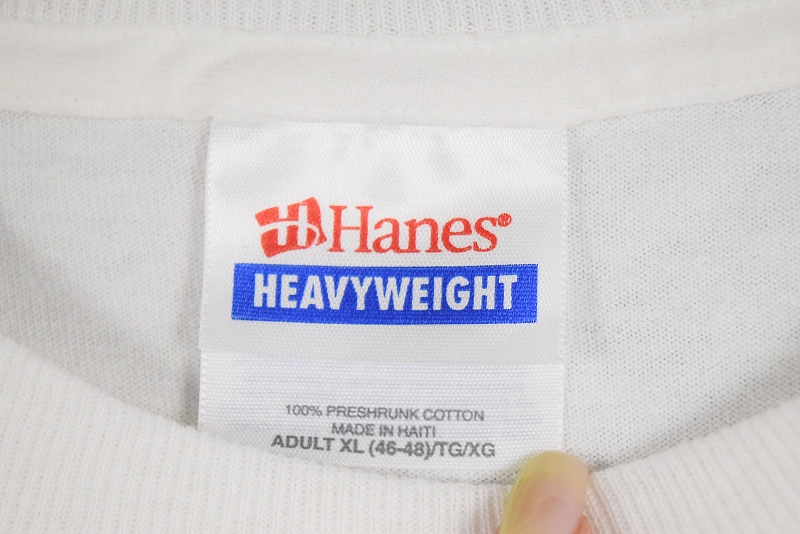 Hanes
HEAVYWEIGHT
100% PRESHRUNK COTTON
MADE IN HAITI
ADULT XL (46-48)/TG/XG